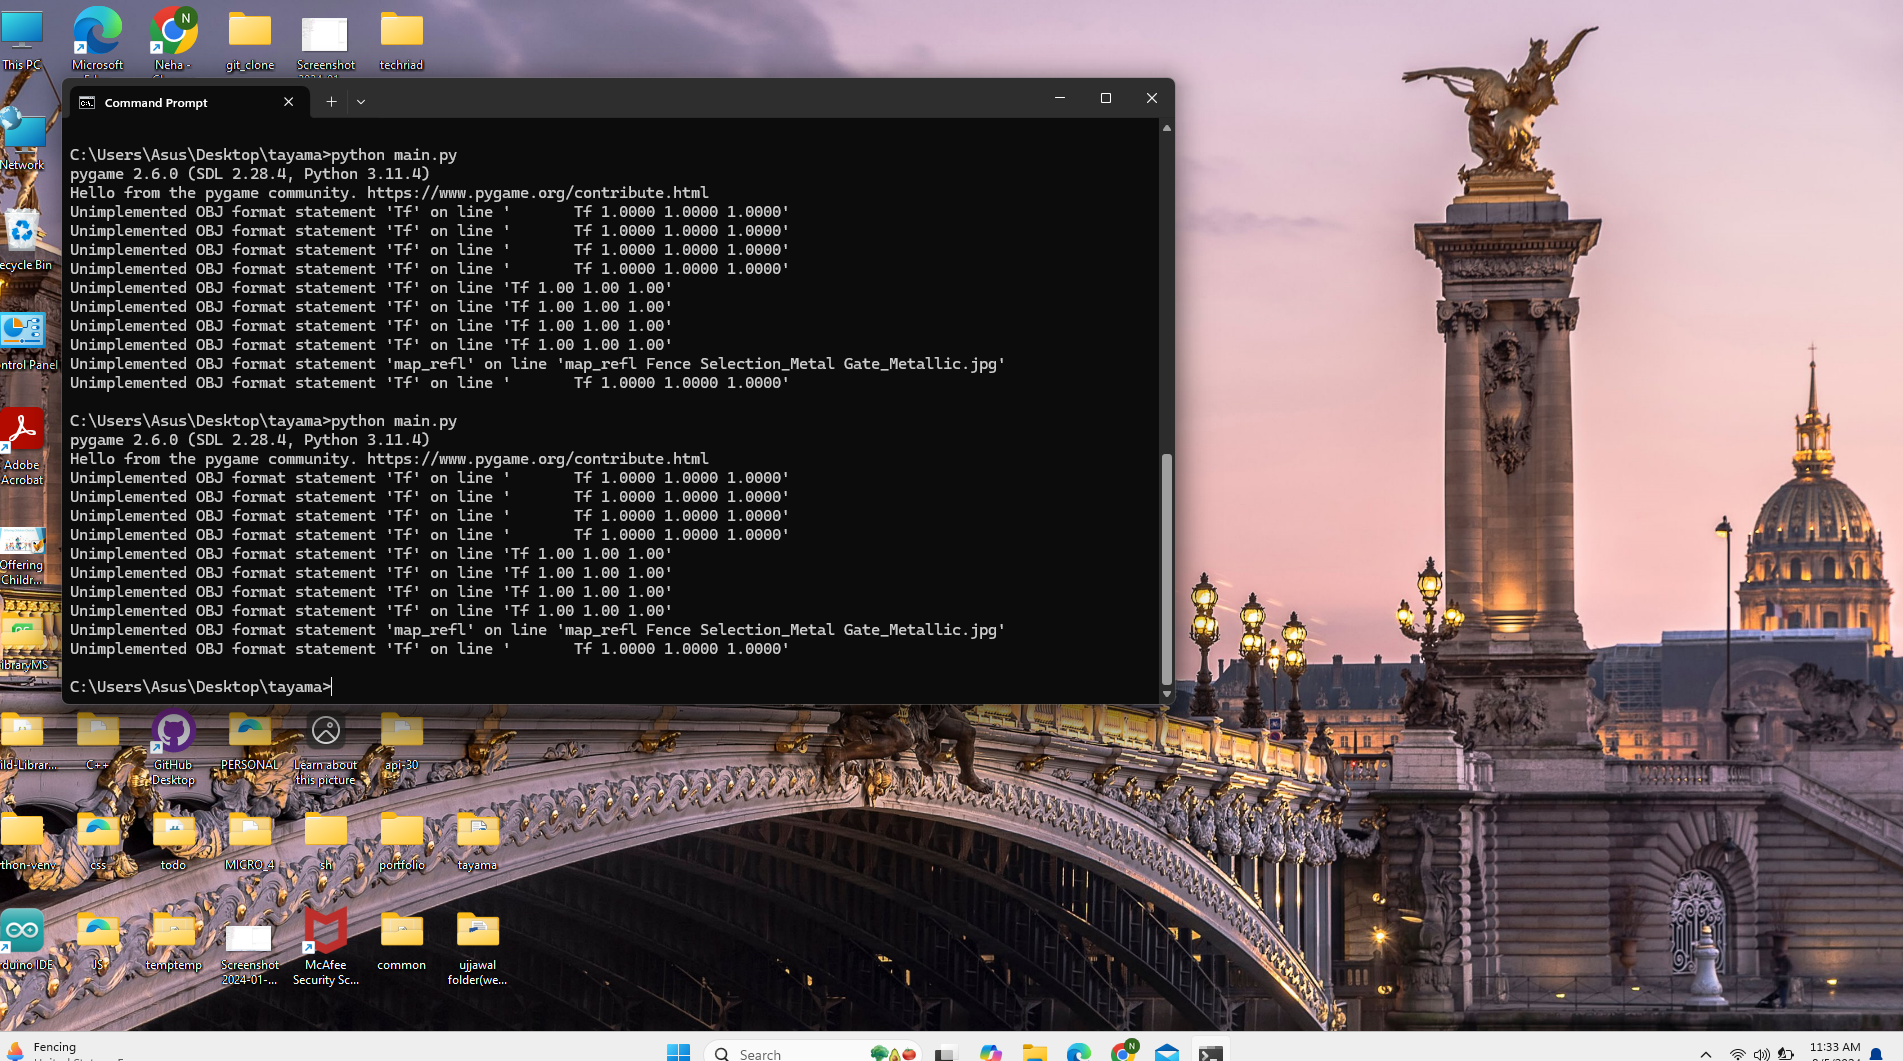 This PC
Microsoft
Neha -
git_clone
Screenshot
techriad
N
Command Prompt
C:\Users\Asus\Desktop\tayama>python main.py
pygame 2.6.0 (SDL 2.28.4, Python 3.11.4)
Hello from the pygame community. https://www.pygame.org/contribute.html
Unimplemented OBJ format statement 'Tf' on line '       Tf 1.0000 1.0000 1.0000'
Unimplemented OBJ format statement 'Tf' on line '       Tf 1.0000 1.0000 1.0000'
Unimplemented OBJ format statement 'Tf' on line '       Tf 1.0000 1.0000 1.0000'
Unimplemented OBJ format statement 'Tf' on line '       Tf 1.0000 1.0000 1.0000'
Unimplemented OBJ format statement 'Tf' on line 'Tf 1.00 1.00 1.00'
Unimplemented OBJ format statement 'Tf' on line 'Tf 1.00 1.00 1.00'
Unimplemented OBJ format statement 'Tf' on line 'Tf 1.00 1.00 1.00'
Unimplemented OBJ format statement 'Tf' on line 'Tf 1.00 1.00 1.00'
Unimplemented OBJ format statement 'map_refl' on line 'map_refl Fence Selection_Metal Gate_Metallic.jpg'
Unimplemented OBJ format statement 'Tf' on line '       Tf 1.0000 1.0000 1.0000'
C:\Users\Asus\Desktop\tayama>python main.py
pygame 2.6.0 (SDL 2.28.4, Python 3.11.4)
Hello from the pygame community. https://www.pygame.org/contribute.html
Unimplemented OBJ format statement 'Tf' on line '       Tf 1.0000 1.0000 1.0000'
Unimplemented OBJ format statement 'Tf' on line '       Tf 1.0000 1.0000 1.0000'
Unimplemented OBJ format statement 'Tf' on line '       Tf 1.0000 1.0000 1.0000'
Unimplemented OBJ format statement 'Tf' on line '       Tf 1.0000 1.0000 1.0000'
Unimplemented OBJ format statement 'Tf' on line 'Tf 1.00 1.00 1.00'
Unimplemented OBJ format statement 'Tf' on line 'Tf 1.00 1.00 1.00'
Unimplemented OBJ format statement 'Tf' on line 'Tf 1.00 1.00 1.00'
Unimplemented OBJ format statement 'Tf' on line 'Tf 1.00 1.00 1.00'
Unimplemented OBJ format statement 'map_refl' on line 'map_refl Fence Selection_Metal Gate_Metallic.jpg'
Unimplemented OBJ format statement 'Tf' on line '       Tf 1.0000 1.0000 1.0000'
C:\Users\Asus\Desktop\tayama>
Network
ecycle Bin
ntrol Panel
Adobe
Acrobat
Offering
Childr...
ibraryMS
ild-Librar...
C++
GitHub
Desktop
PERSONAL
Learn about
this picture
api-30
thon-venv
css
todo
MICRO_4
sh
portfolio
tayama
duino IDE
JS
temptemp
Screenshot
2024-01-...
McAfee
Security Sc...
common
ujjawal
folder(we...
Fencing
Search
N
11:33 AM